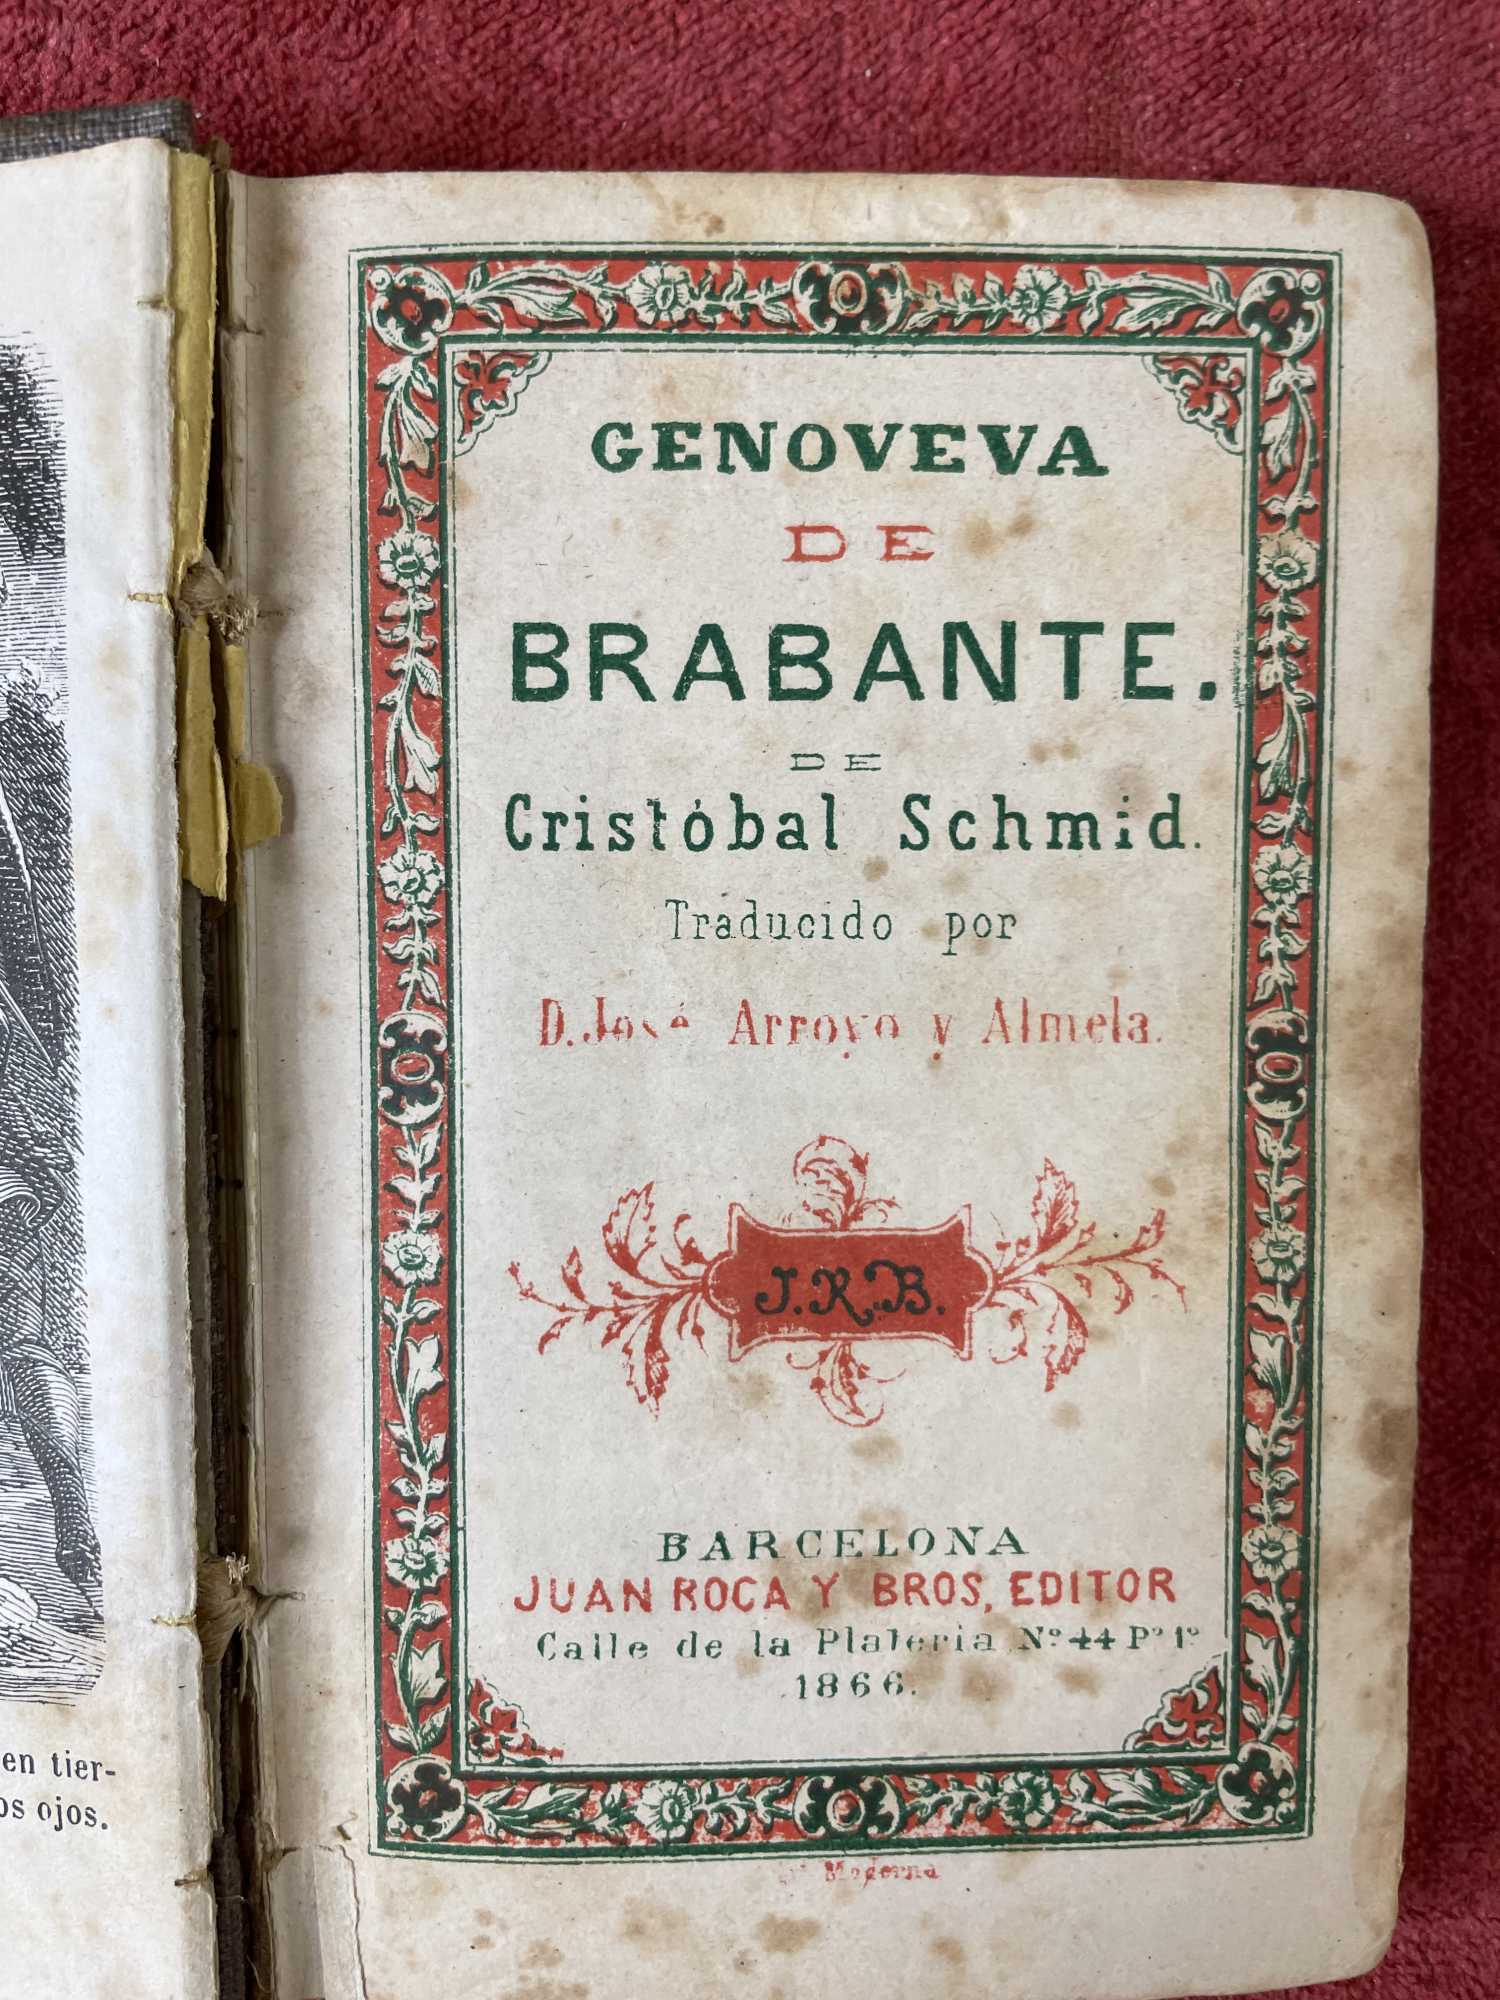 en tier-
os ojos.
GENOVEVA
DE
BRABANTE.
DE
Cristóbal Schmid.
Traducido por
D. José Arroyo y Almela.
J.R.B.
BARCELONA
JUAN ROCA Y BROS, EDITOR
Calle de la Plateria Nº 44 Pº 1º
1866.
Moderna